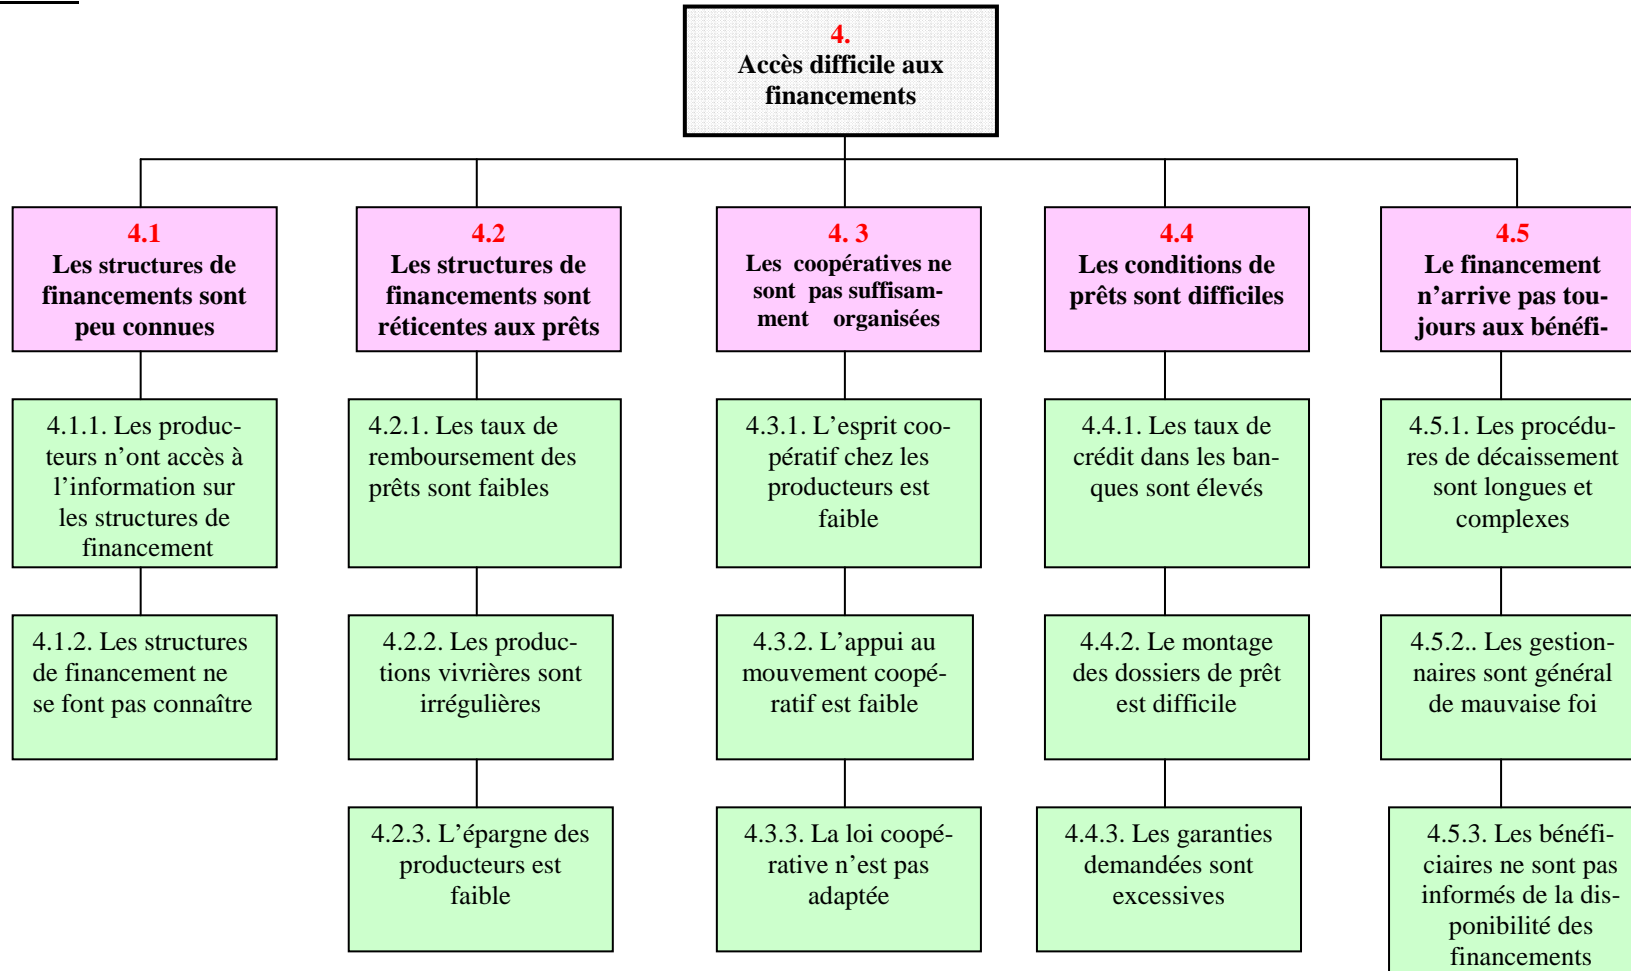 4.
Accès difficile aux
financements
4.1
Les structures de
financements sont
peu connues
4.2
Les structures de
financements sont
réticentes aux prêts
4. 3
Les coopératives ne
sont pas suffisam-
ment organisées
4.4
Les conditions de
prêts sont difficiles
4.5
Le financement
n’arrive pas tou-
jours aux bénéfi-
4.1.1. Les produc-
teurs n’ont accès à
l’information sur
les structures de
financement
4.2.1. Les taux de
remboursement des
prêts sont faibles
4.3.1. L’esprit coo-
pératif chez les
producteurs est
faible
4.4.1. Les taux de
crédit dans les ban-
ques sont élevés
4.5.1. Les procédu-
res de décaissement
sont longues et
complexes
4.1.2. Les structures
de financement ne
se font pas connaître
4.2.2. Les produc-
tions vivrières sont
irrégulières
4.3.2. L’appui au
mouvement coopé-
ratif est faible
4.4.2. Le montage
des dossiers de prêt
est difficile
4.5.2.. Les gestion-
naires sont général
de mauvaise foi
4.2.3. L’épargne des
producteurs est
faible
4.3.3. La loi coopé-
rative n’est pas
adaptée
4.4.3. Les garanties
demandées sont
excessives
4.5.3. Les bénéfi-
ciaires ne sont pas
informés de la dis-
ponibilité des
financements